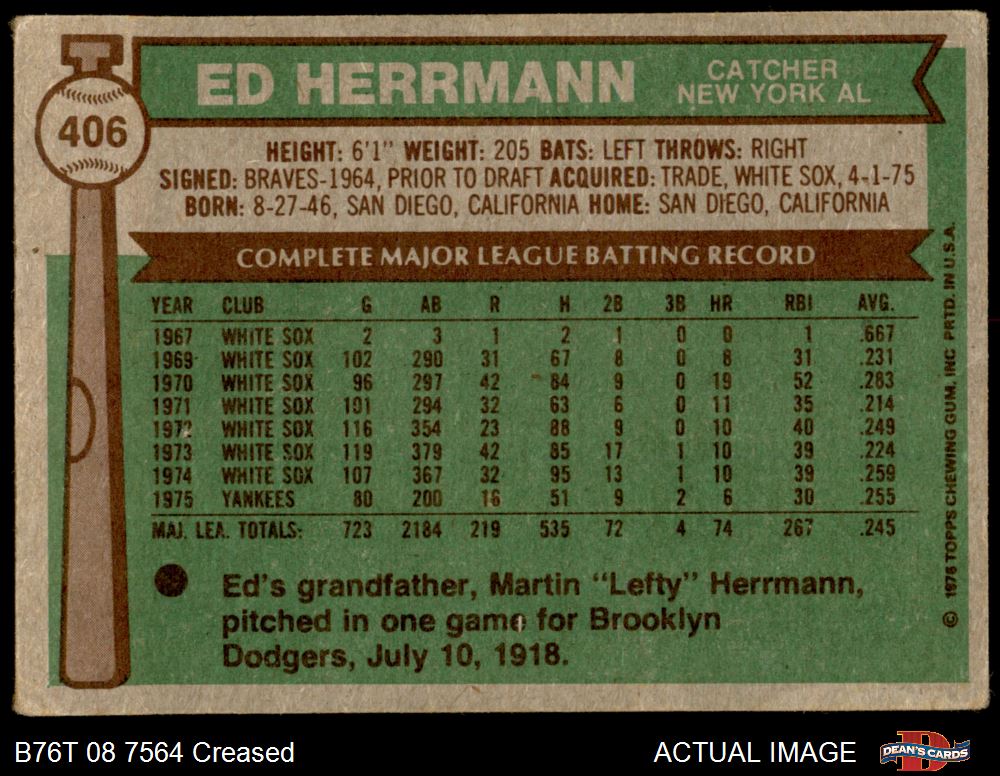 ED HERRMANN
CATCHER
NEW YORK AL
406
HEIGHT: 6'1" WEIGHT: 205 BATS: LEFT THROWS: RIGHT
SIGNED: BRAVES-1964, PRIOR TO DRAFT ACQUIRED: TRADE, WHITE SOX, 4-1-75
BORN: 8-27-46, SAN DIEGO, CALIFORNIA HOME: SAN DIEGO, CALIFORNIA
COMPLETE MAJOR LEAGUE BATTING RECORD
YEAR CLUB G AB R H 2B 3B HR RBI AVG.
1967 WHITE SOX 2 3 1 2 1 0 0 1 .667
1969 WHITE SOX 102 290 31 67 8 0 8 31 .231
1970 WHITE SOX 96 297 42 84 9 0 19 52 .283
1971 WHITE SOX 101 294 32 63 6 0 11 35 .214
1972 WHITE SOX 116 354 23 88 9 0 10 40 .249
1973 WHITE SOX 119 379 42 85 17 1 10 39 .224
1974 WHITE SOX 107 367 32 95 13 1 10 39 .259
1975 YANKEES 80 200 16 51 9 2 6 30 .255
MAJ. LEA. TOTALS: 723 2184 219 535 72 4 74 267 .245
Ed's grandfather, Martin "Lefty" Herrmann,
pitched in one game for Brooklyn
Dodgers, July 10, 1918.
© 1976 TOPPS CHEWING GUM, INC PRTD. IN U.S.A.
B76T 08 7564 Creased
ACTUAL IMAGE
D
DEAN'S CARDS